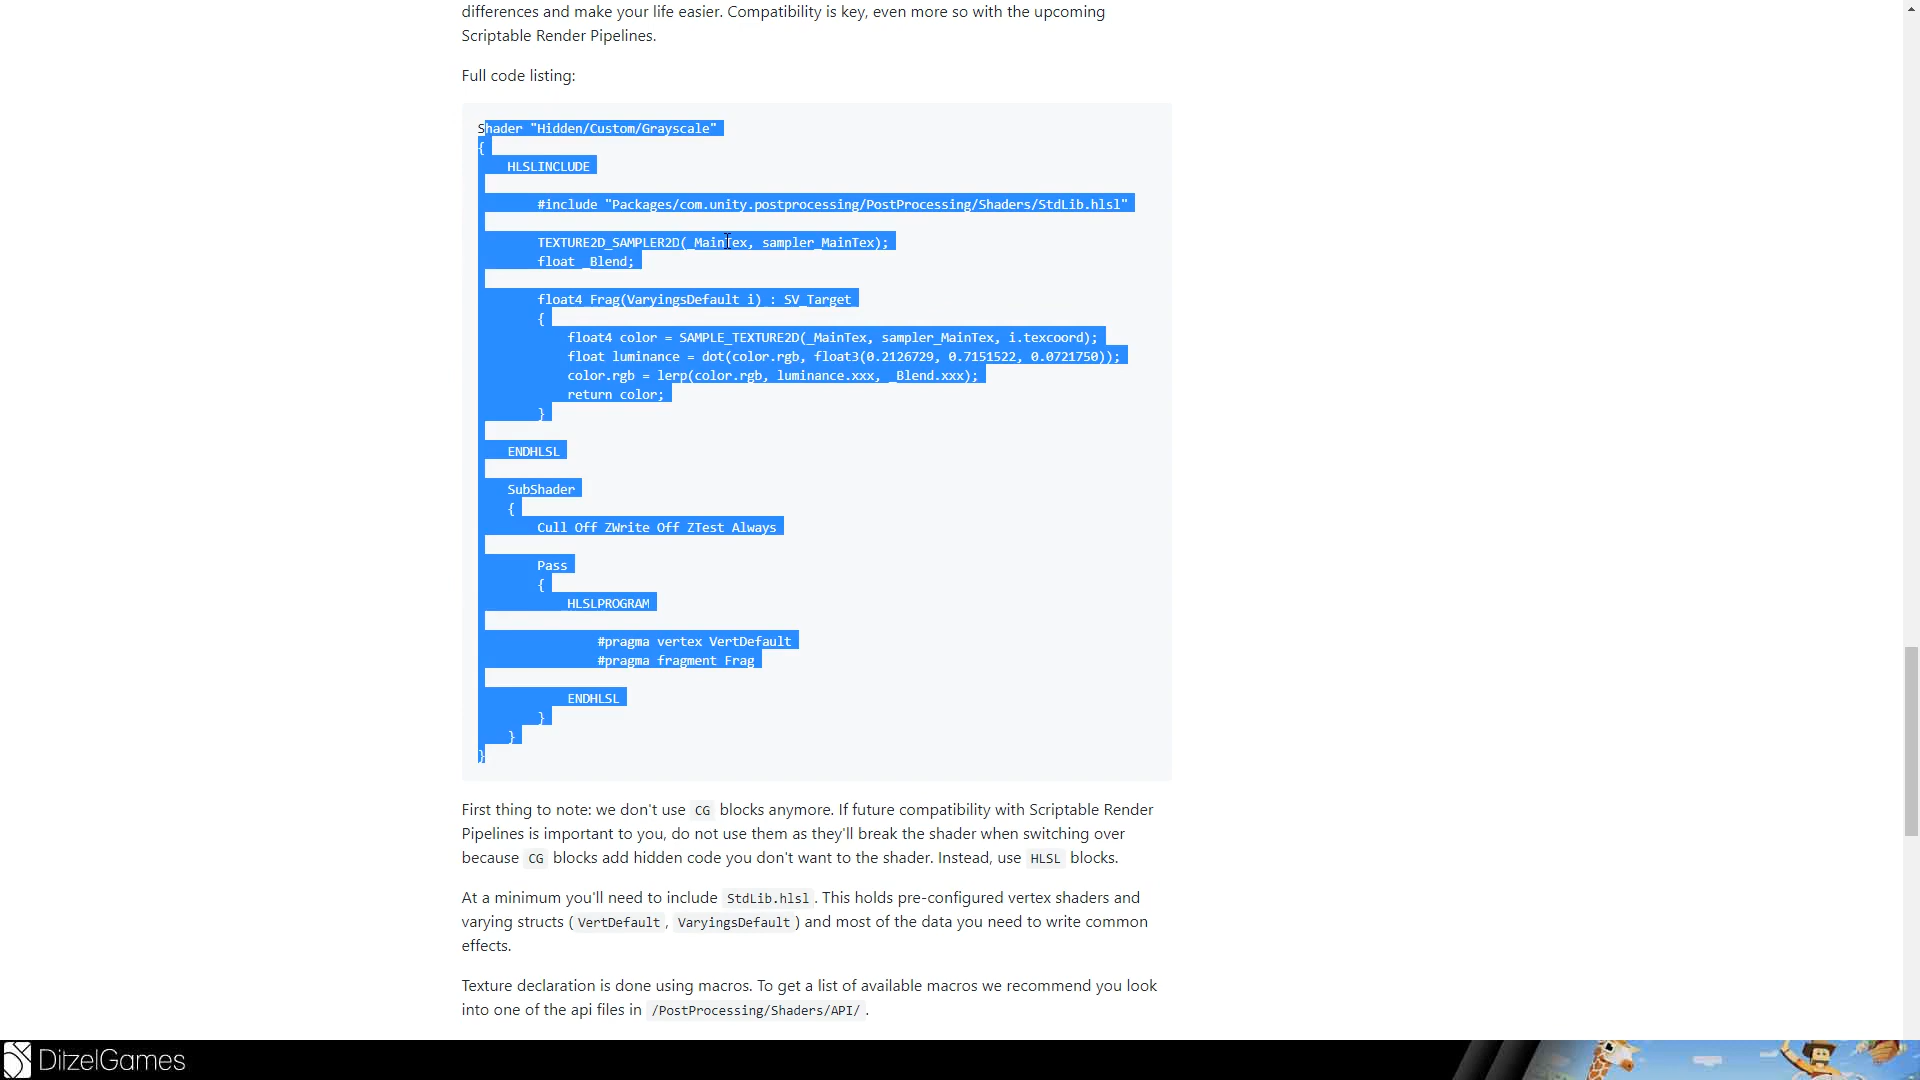 differences and make your life easier. Compatibility is key, even more so with the upcoming
Scriptable Render Pipelines.
Full code listing:
Shader "Hidden/Custom/Grayscale"
{
    HLSLINCLUDE
        #include "Packages/com.unity.postprocessing/PostProcessing/Shaders/StdLib.hlsl"
        TEXTURE2D_SAMPLER2D(_MainTex, sampler_MainTex);
        float _Blend;
        float4 Frag(VaryingsDefault i) : SV_Target
        {
            float4 color = SAMPLE_TEXTURE2D(_MainTex, sampler_MainTex, i.texcoord);
            float luminance = dot(color.rgb, float3(0.2126729, 0.7151522, 0.0721750));
            color.rgb = lerp(color.rgb, luminance.xxx, _Blend.xxx);
            return color;
        }
    ENDHLSL
    SubShader
    {
        Cull Off ZWrite Off ZTest Always
        Pass
        {
            HLSLPROGRAM
                #pragma vertex VertDefault
                #pragma fragment Frag
            ENDHLSL
        }
    }
}
First thing to note: we don't use CG blocks anymore. If future compatibility with Scriptable Render
Pipelines is important to you, do not use them as they'll break the shader when switching over
because CG blocks add hidden code you don't want to the shader. Instead, use HLSL blocks.
At a minimum you'll need to include StdLib.hlsl. This holds pre-configured vertex shaders and
varying structs (VertDefault, VaryingsDefault) and most of the data you need to write common
effects.
Texture declaration is done using macros. To get a list of available macros we recommend you look
into one of the api files in /PostProcessing/Shaders/API/.
DitzelGames